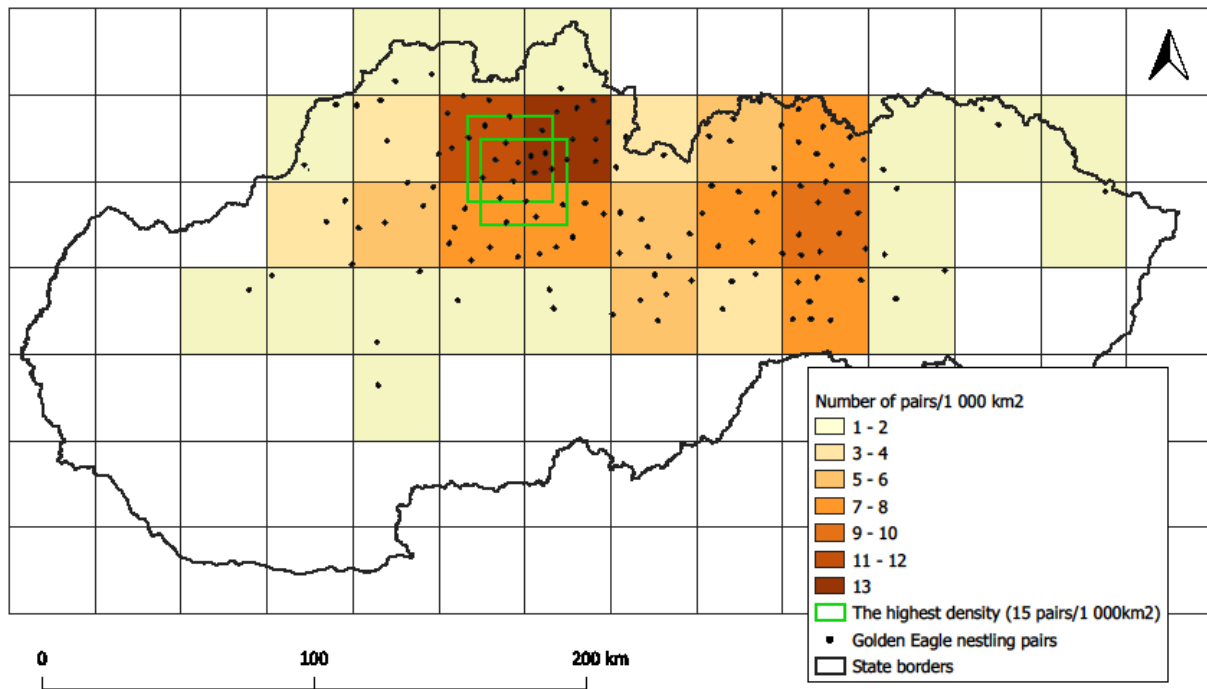 Number of pairs/1 000 km2
1 - 2
3 - 4
5 - 6
7 - 8
9 - 10
11 - 12
13
The highest density (15 pairs/1 000km2)
Golden Eagle nestling pairs
State borders
0 100 200 km